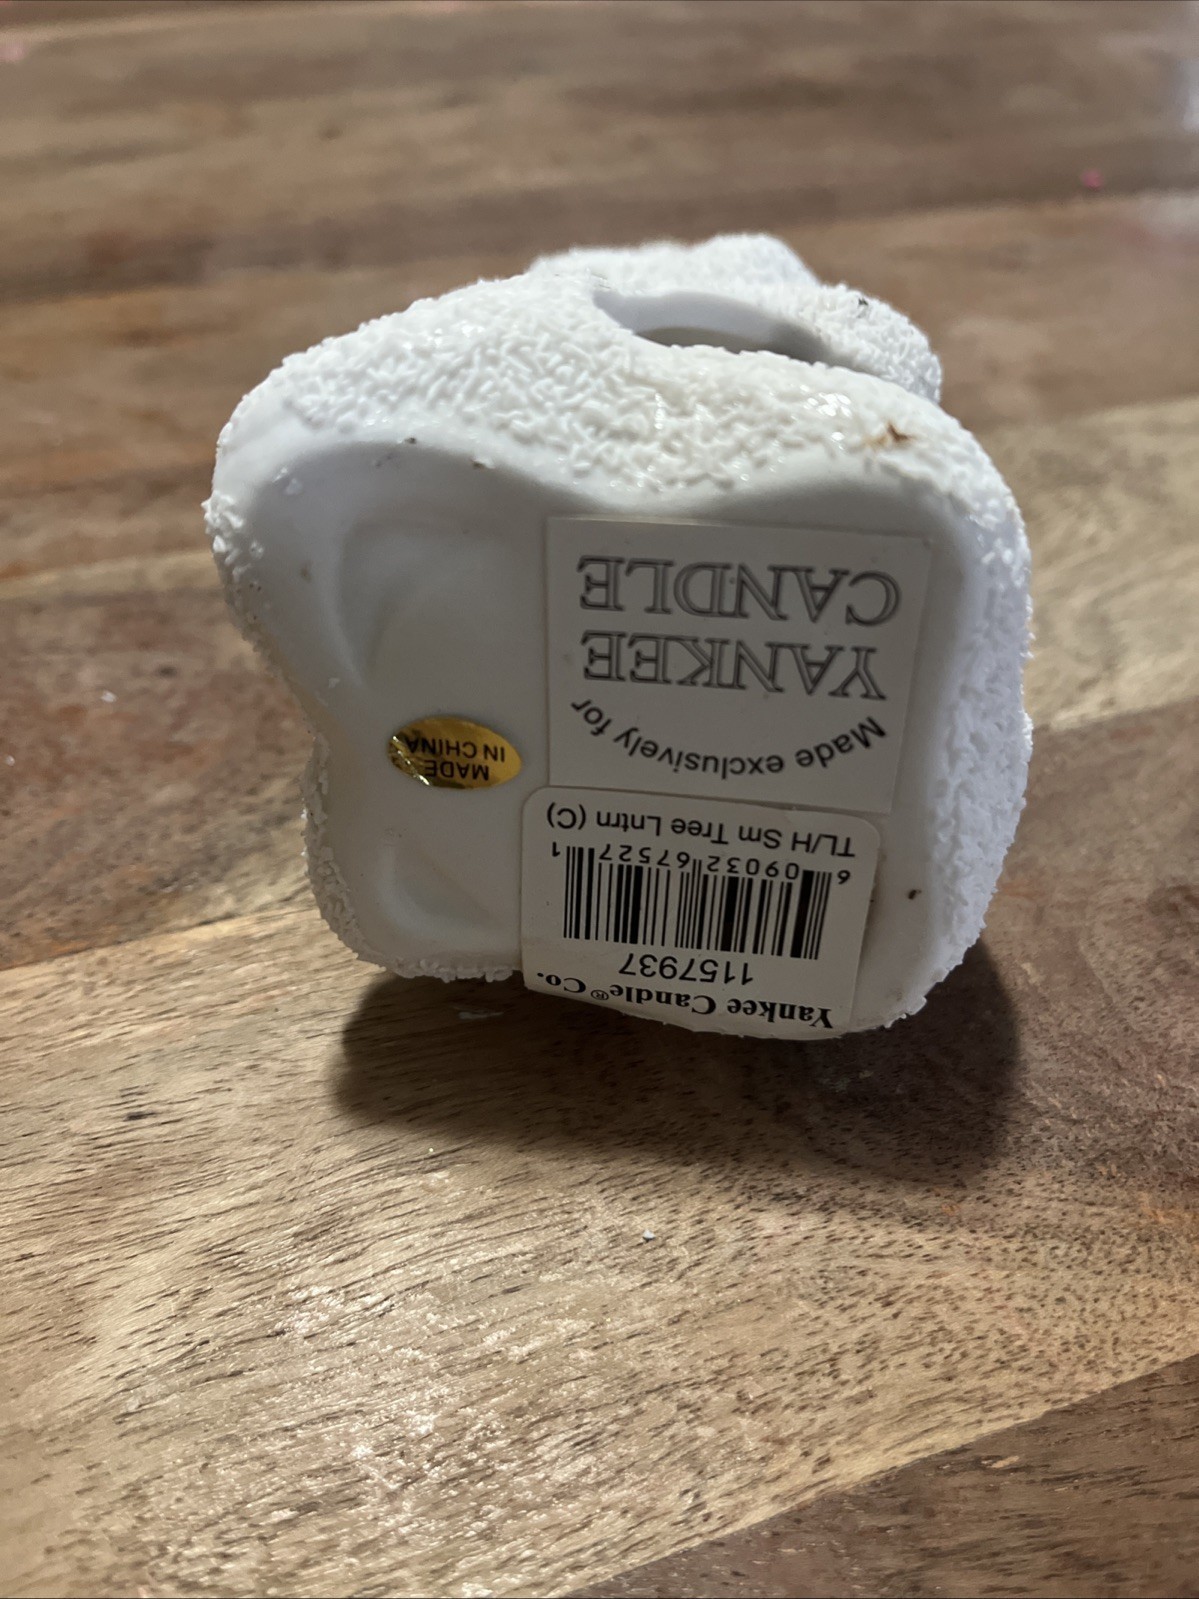 Yankee Candle® Co.
1157937
6 09032 67527 1
TL/H Sm Tree Lntrn (C)
Made exclusively for
YANKEE
CANDLE
MADE
IN CHINA